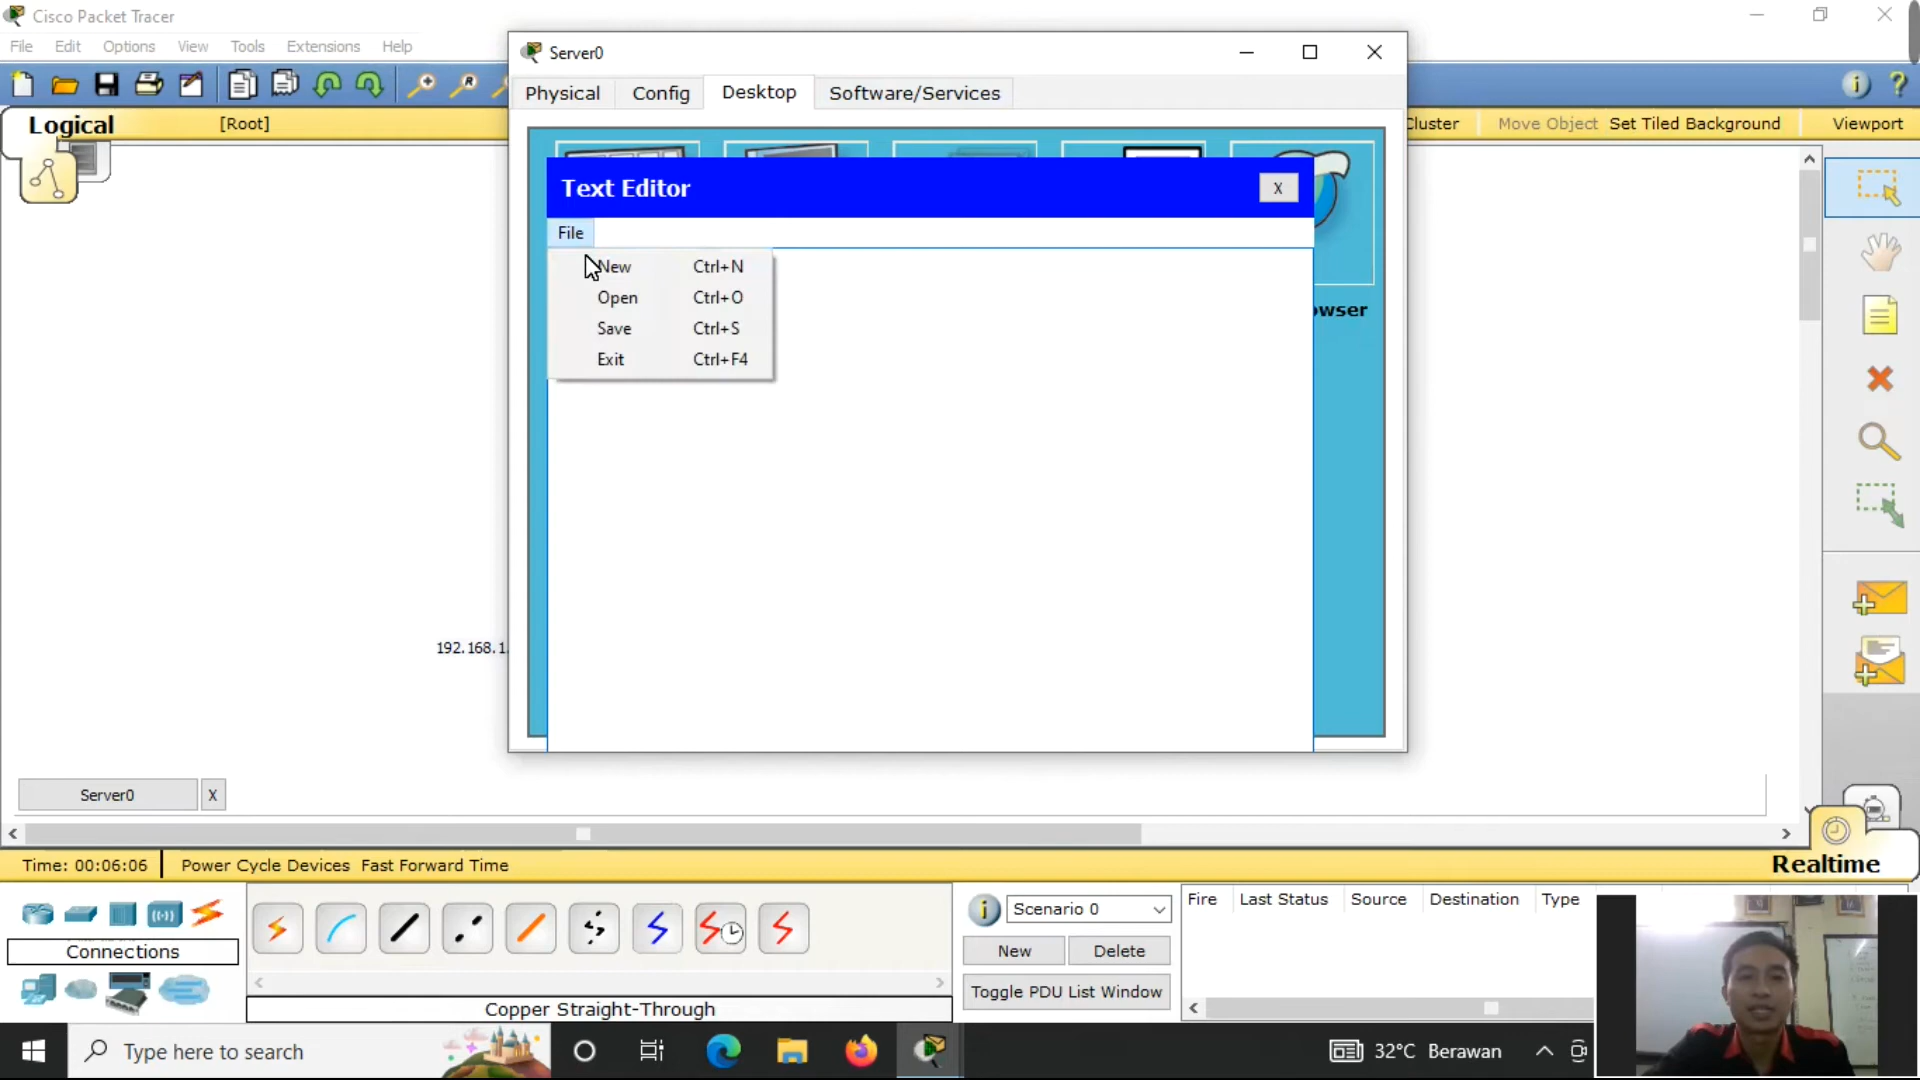 Cisco Packet Tracer
File Edit Options View Tools Extensions Help
Server0
Physical Config Desktop Software/Services
Logical [Root]
Cluster Move Object Set Tiled Background Viewport
Text Editor X
File
New Ctrl+N
Open Ctrl+O
Save Ctrl+S
Exit Ctrl+F4
owser
192.168.1.
Server0 X
Time: 00:06:06 Power Cycle Devices Fast Forward Time
Realtime
Scenario 0
Fire Last Status Source Destination Type
Connections
New Delete
Toggle PDU List Window
Copper Straight-Through
Type here to search
32°C Berawan